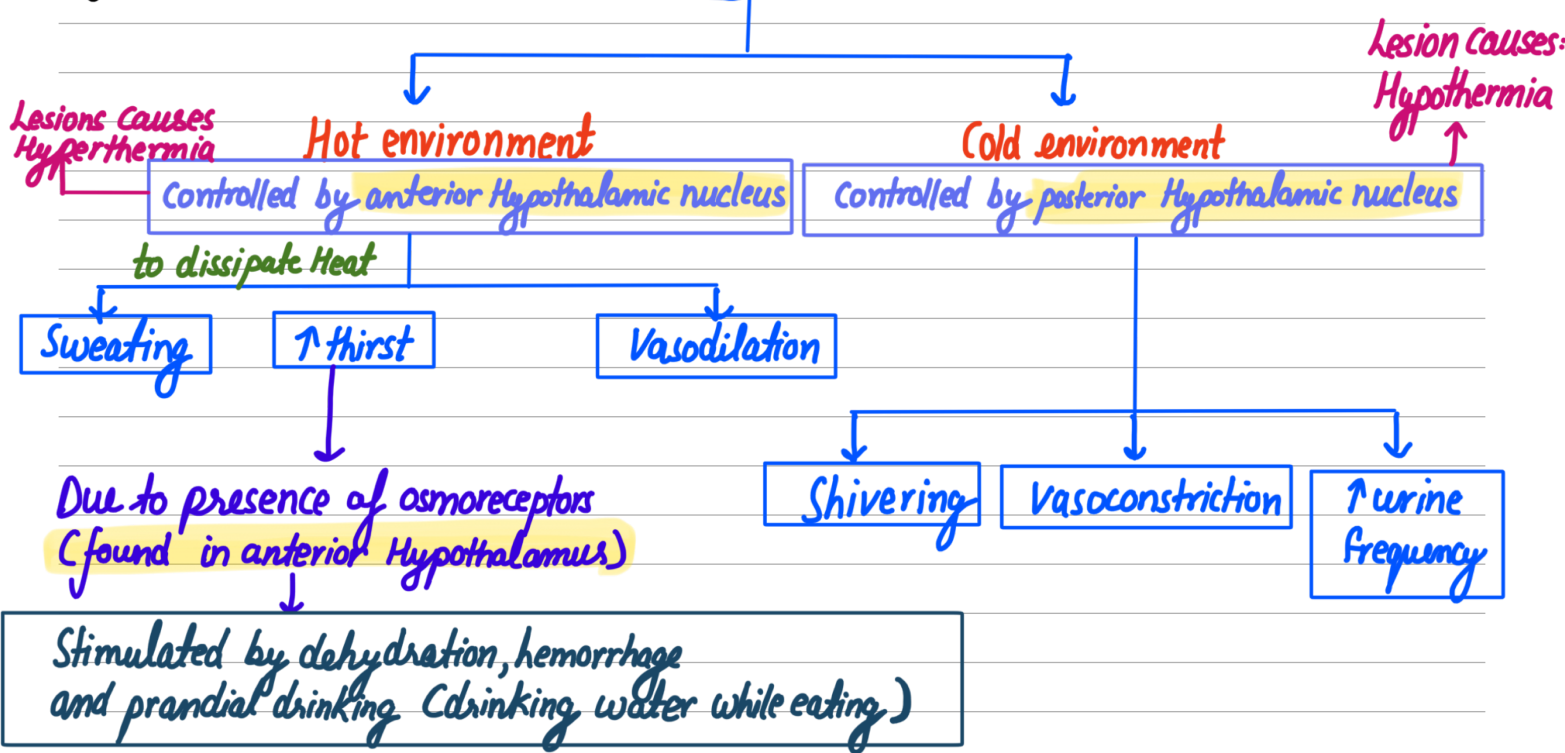 Lesion causes:
Hypothermia
Lesions causes
Hyperthermia
Hot environment
Cold environment
Controlled by anterior Hypothalamic nucleus
Controlled by posterior Hypothalamic nucleus
to dissipate Heat
Sweating
↑ thirst
Vasodilation
Due to presence of osmoreceptors
(found in anterior Hypothalamus)
Shivering
Vasoconstriction
↑ urine
frequency
Stimulated by dehydration, hemorrhage
and prandial drinking (drinking water while eating)